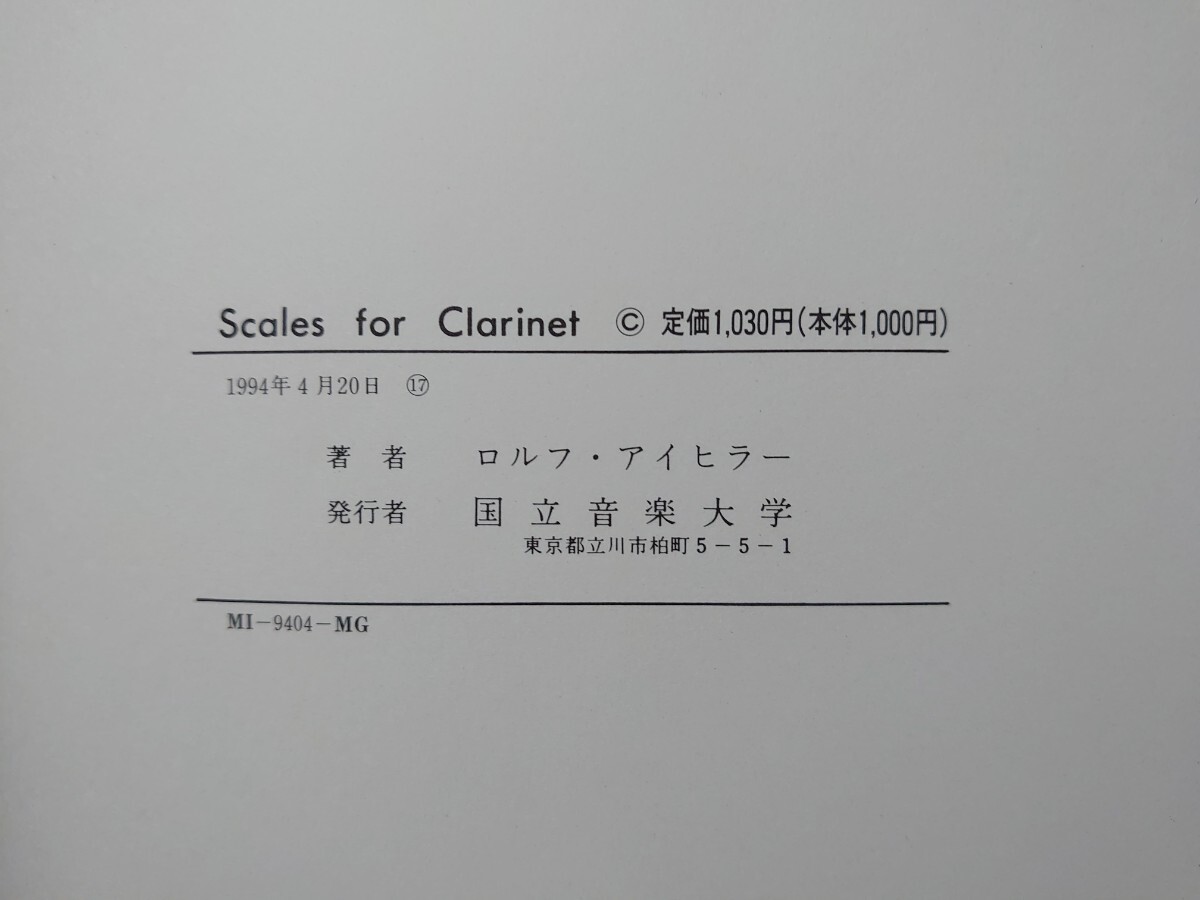 Scales for Clarinet © 定価1,030円(本体1,000円)
1994年4月20日 ⑰
著者 ロルフ・アイヒラー
発行者 国立音楽大学
東京都立川市柏町5-5-1
MI-9404-MG